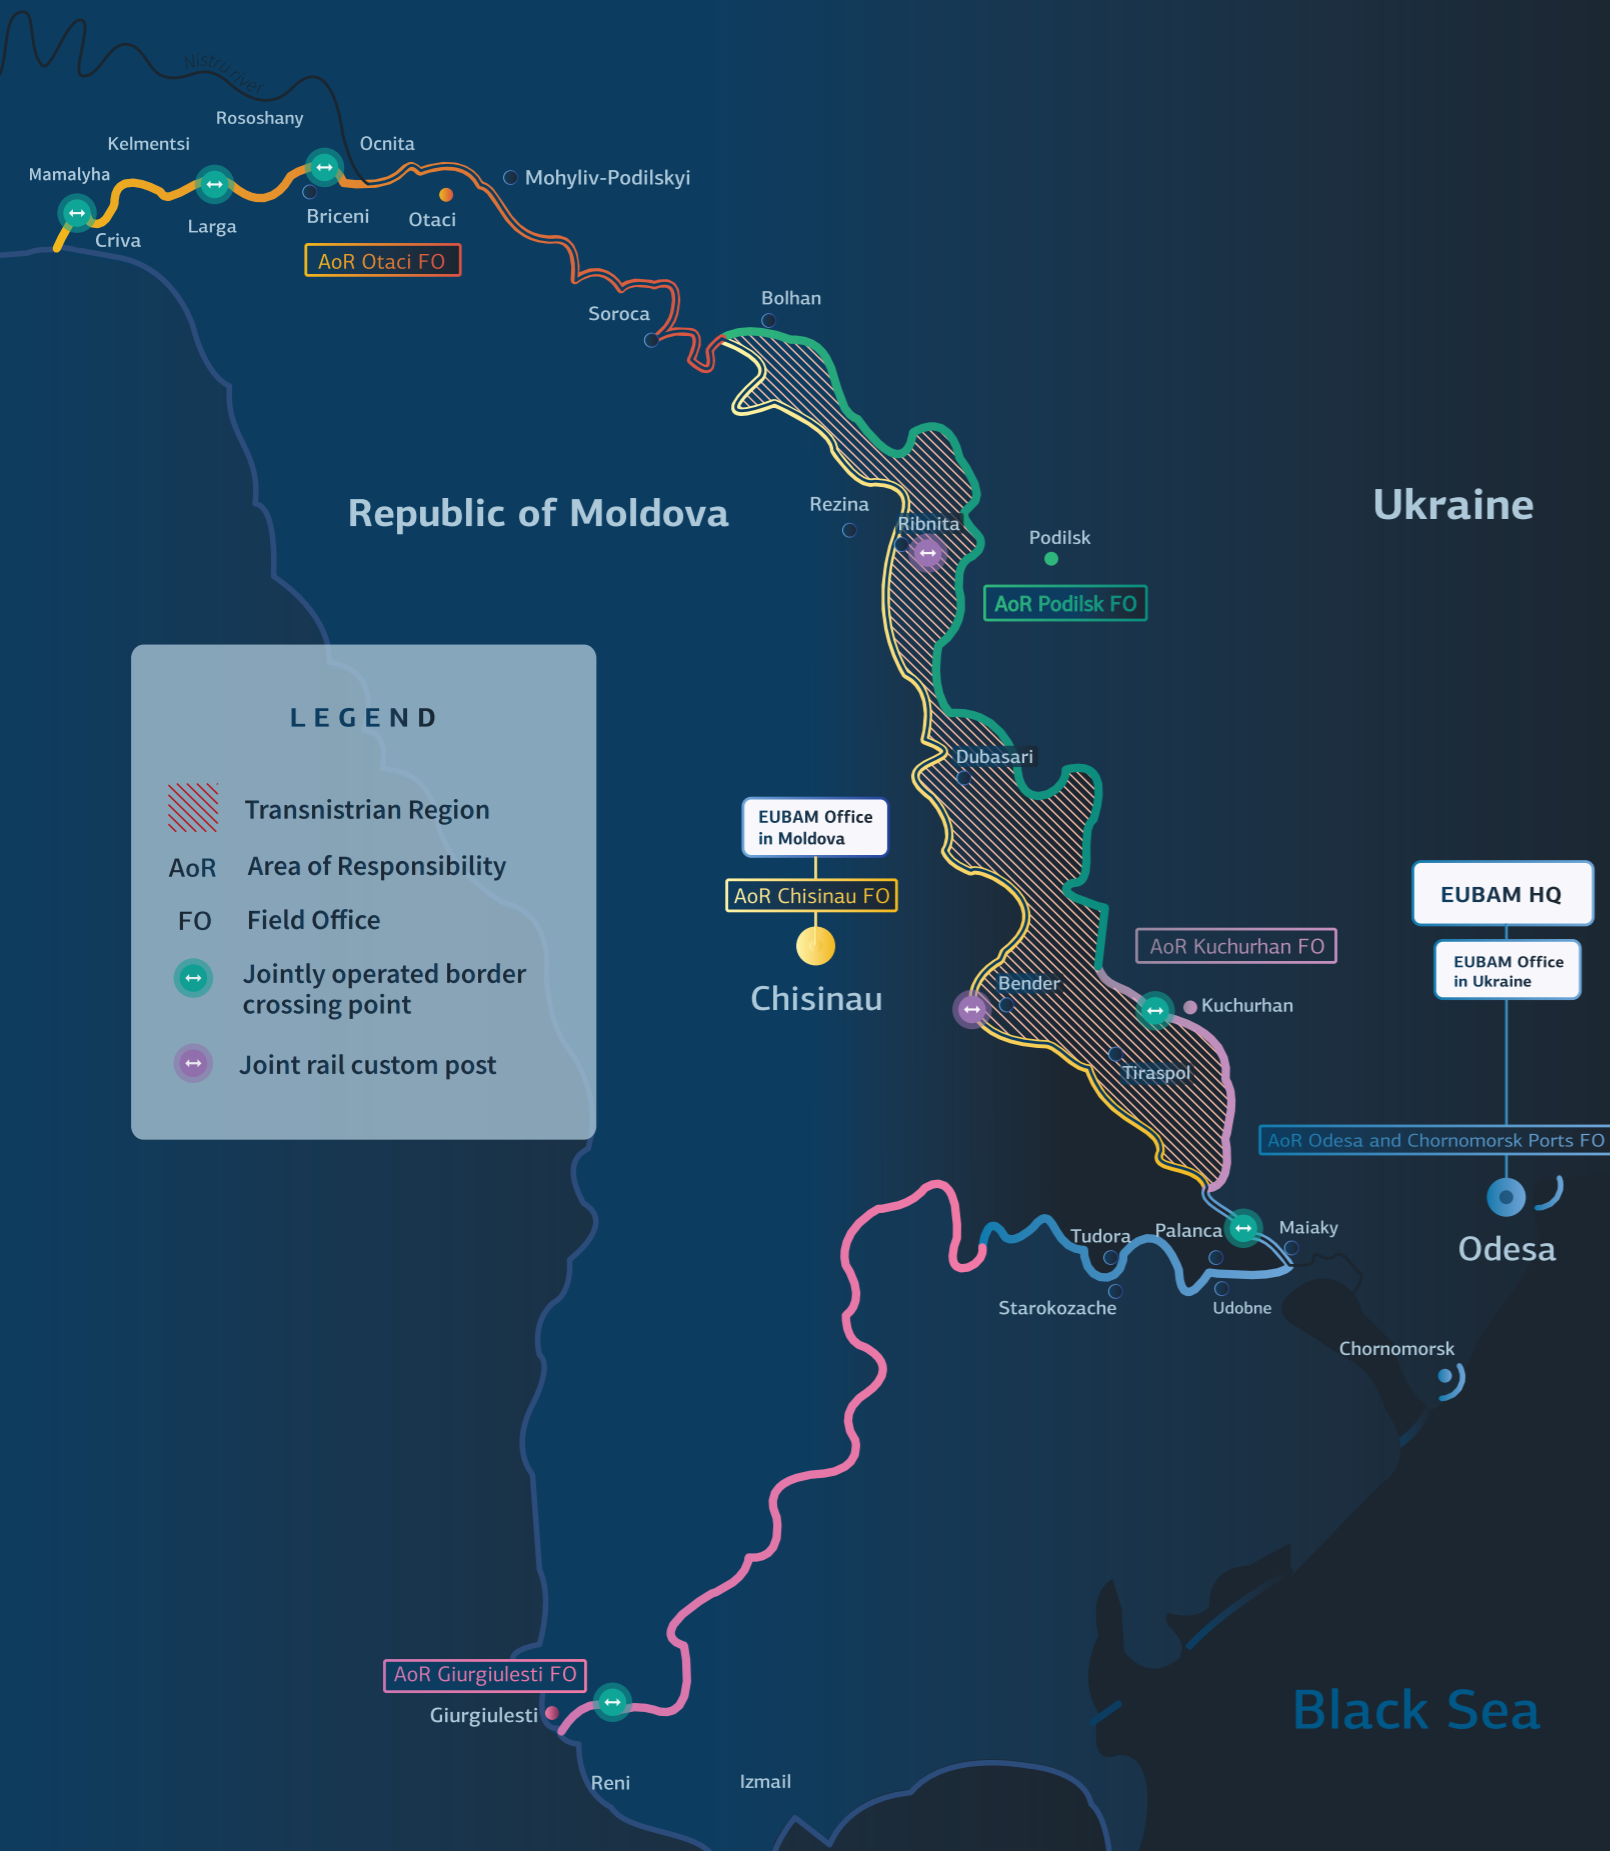 Nistru river
Rososhany
Kelmentsi
Ocnita
Mamalyha
Mohyliv-Podilskyi
Briceni
Otaci
Larga
Criva
AoR Otaci FO
Bolhan
Soroca
Republic of Moldova
Ukraine
Rezina
Ribnita
Podilsk
AoR Podilsk FO
LEGEND
Transnistrian Region
AoR Area of Responsibility
FO Field Office
Jointly operated border
crossing point
Joint rail custom post
Dubasari
EUBAM Office
in Moldova
AoR Chisinau FO
Chisinau
EUBAM HQ
EUBAM Office
in Ukraine
AoR Kuchurhan FO
Bender
Kuchurhan
Tiraspol
AoR Odesa and Chornomorsk Ports FO
Odesa
Tudora
Palanca
Maiaky
Starokozache
Udobne
Chornomorsk
AoR Giurgiulesti FO
Giurgiulesti
Black Sea
Reni
Izmail